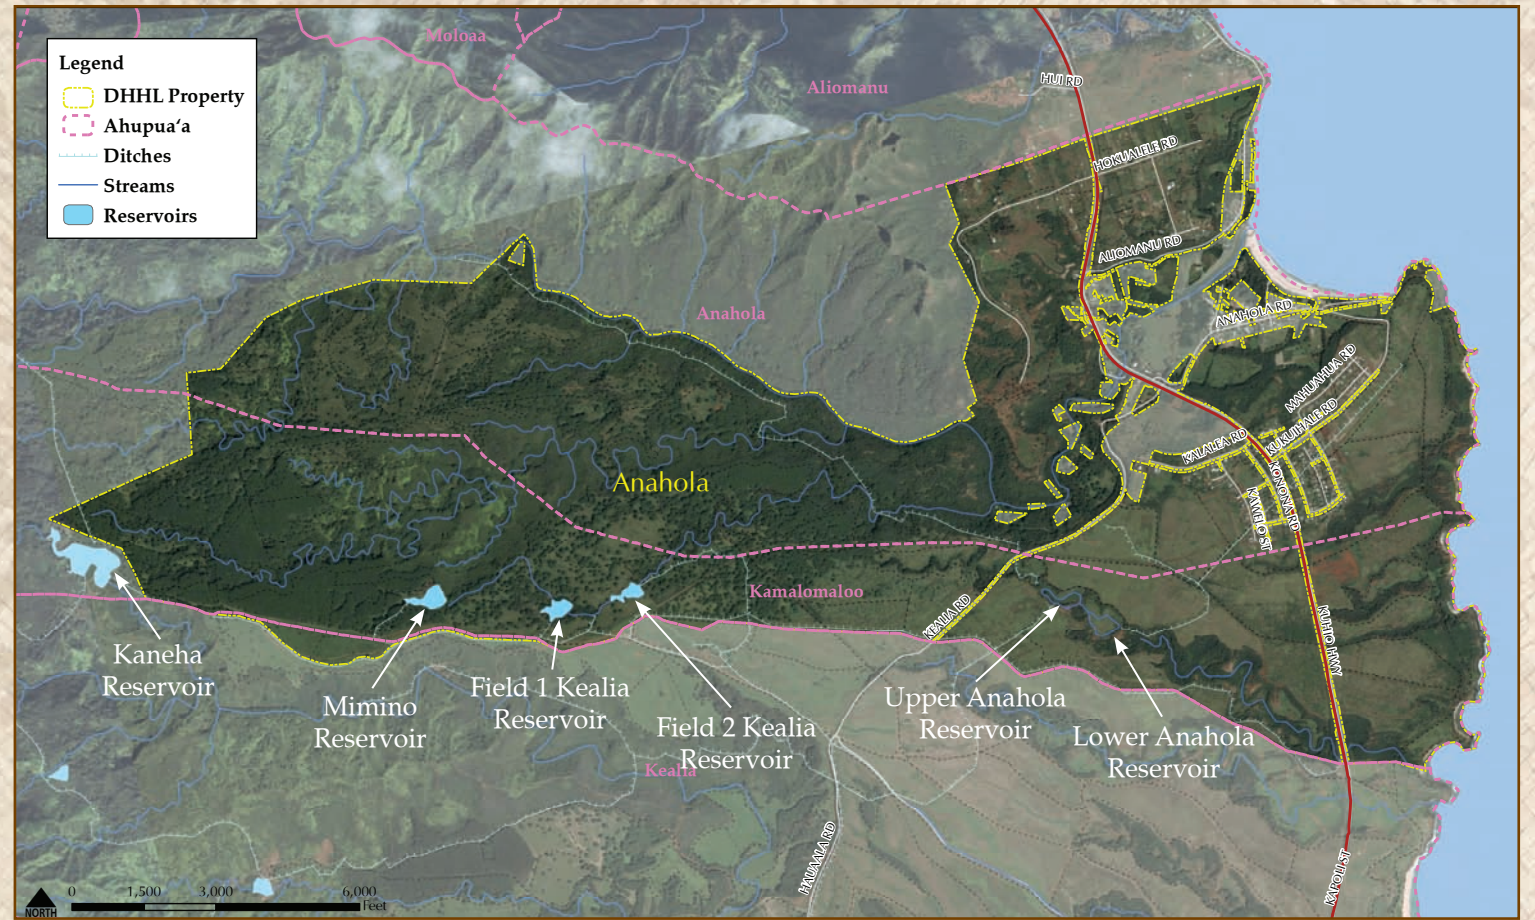 Legend
DHHL Property
Ahupua‘a
Ditches
Streams
Reservoirs
Moloaa
Aliomanu
HUI RD
HOKUALELE RD
ALIOMANU RD
Anahola
ANAHOLA RD
MAHUAHUA RD
KUKUIHALE RD
KALALEA RD
KONONA RD
KAWELO ST
Anahola
Kamalomaloo
KEALIA RD
KUHIO HWY
Kaneha
Reservoir
Mimino
Reservoir
Field 1 Kealia
Reservoir
Field 2 Kealia
Reservoir
Upper Anahola
Reservoir
Lower Anahola
Reservoir
Kealia
HAUAALA RD
KAPOLI ST
NORTH
0 1,500 3,000 6,000
Feet